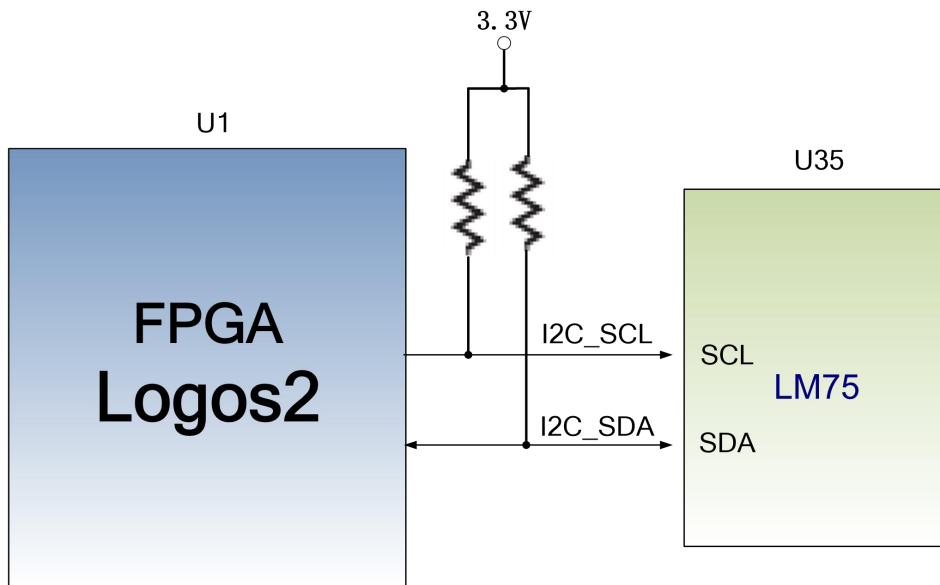 3.3V
U1
U35
FPGA
Logos2
I2C_SCL
SCL
LM75
I2C_SDA
SDA